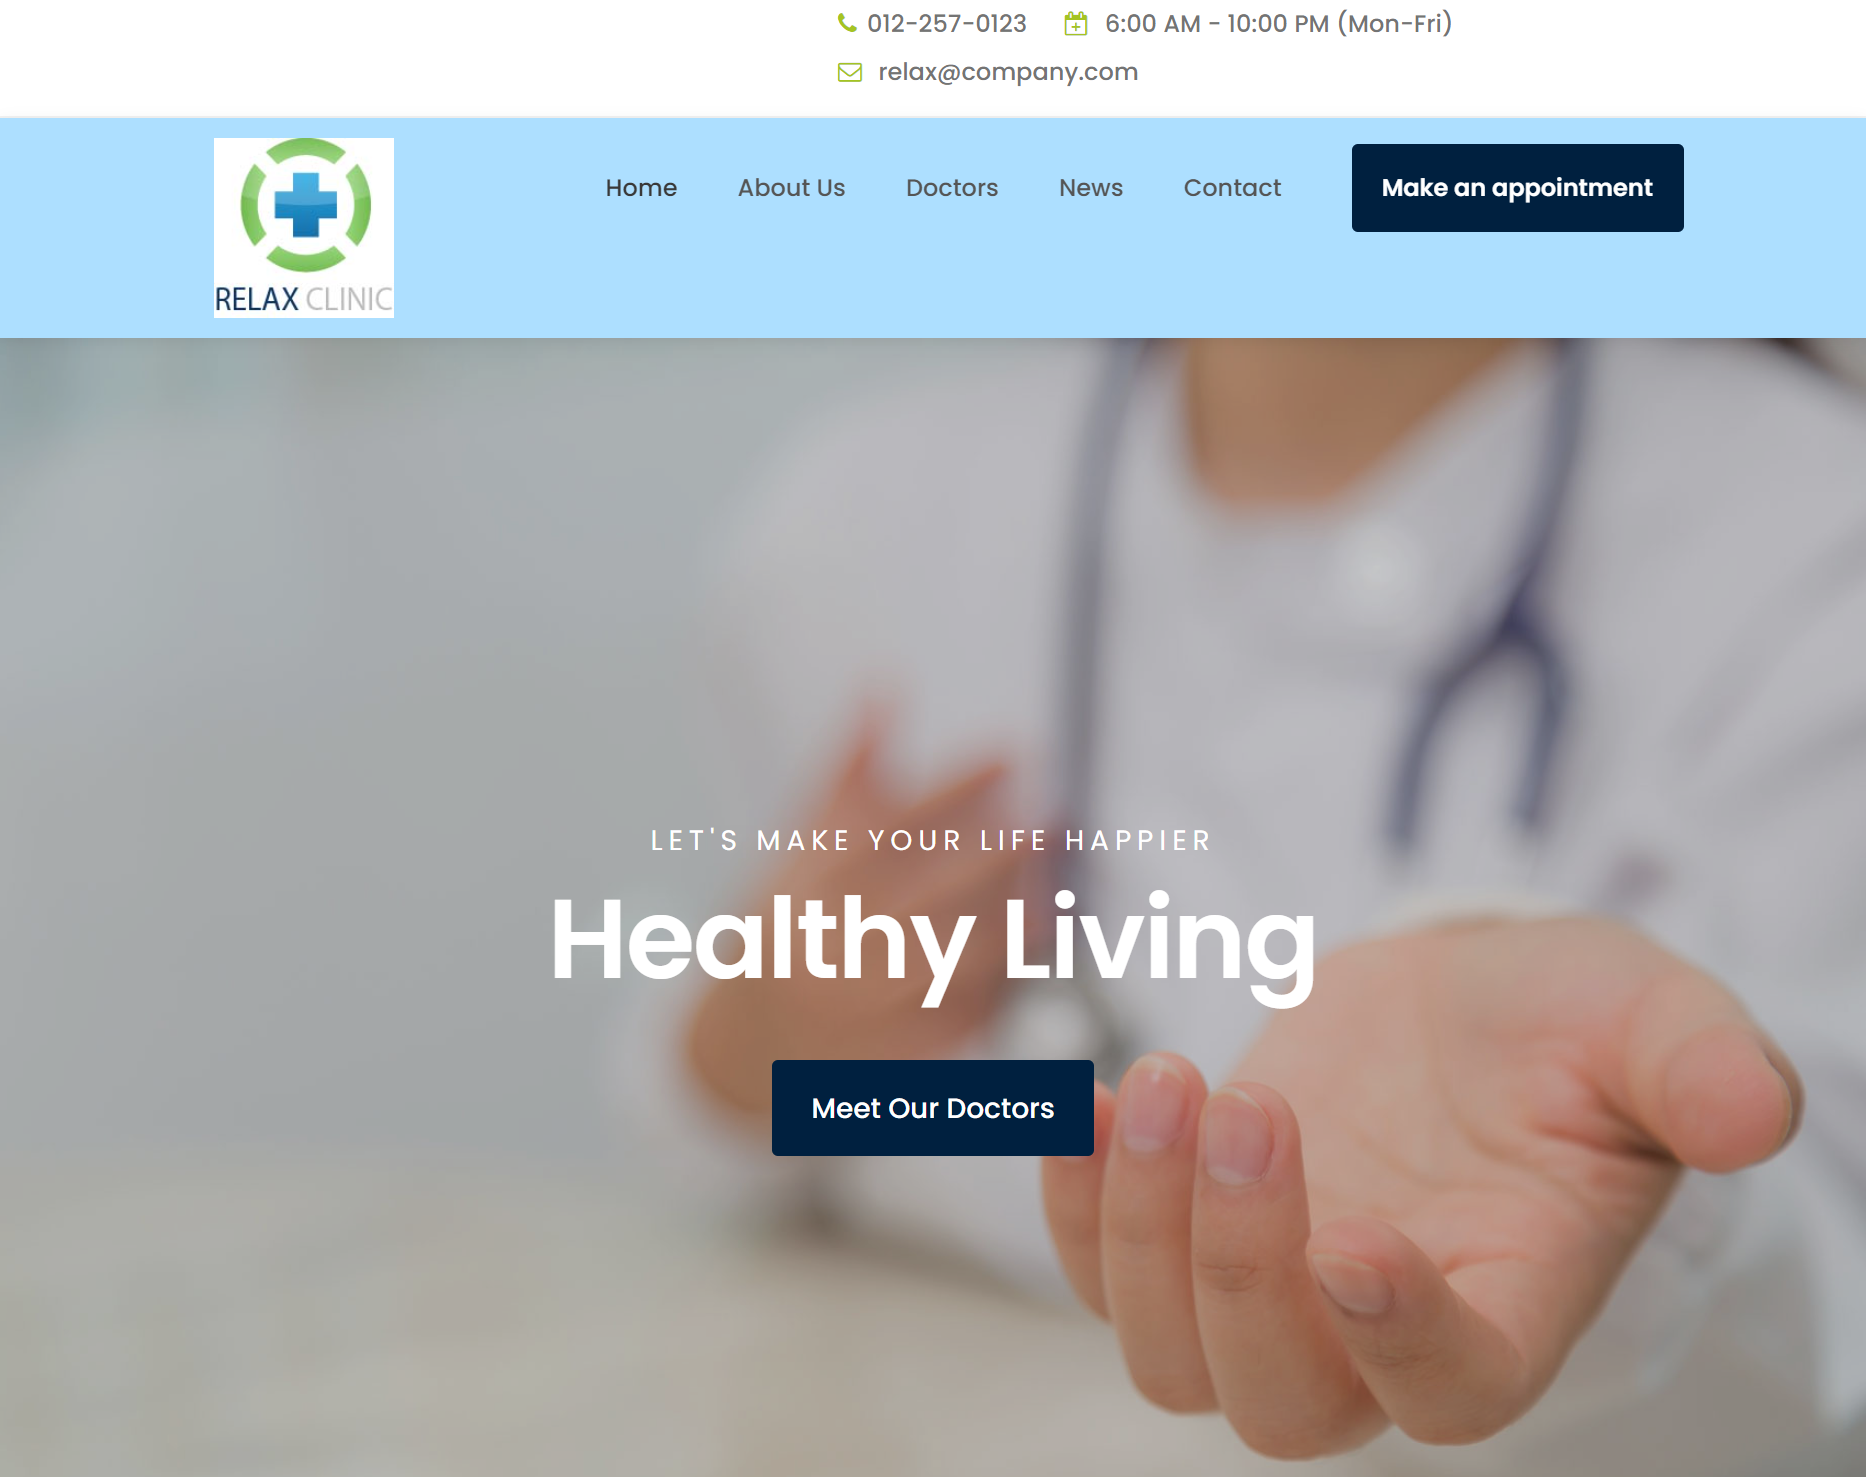 012-257-0123 6:00 AM - 10:00 PM (Mon-Fri)
relax@company.com
RELAX CLINIC
Home About Us Doctors News Contact Make an appointment
LET'S MAKE YOUR LIFE HAPPIER
Healthy Living
Meet Our Doctors